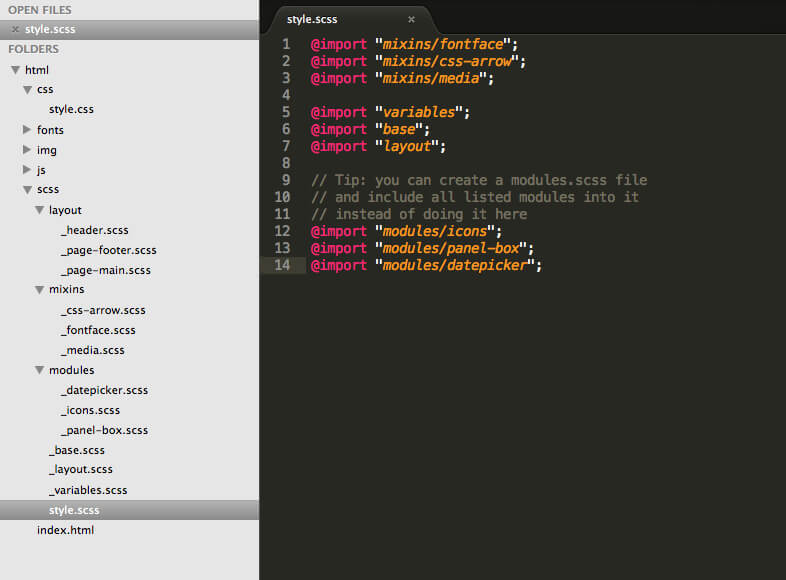 OPEN FILES
× style.scss
FOLDERS
html
css
style.css
fonts
img
js
scss
layout
_header.scss
_page-footer.scss
_page-main.scss
mixins
_css-arrow.scss
_fontface.scss
_media.scss
modules
_datepicker.scss
_icons.scss
_panel-box.scss
_base.scss
_layout.scss
_variables.scss
style.scss
index.html
style.scss ×
1 @import "mixins/fontface";
2 @import "mixins/css-arrow";
3 @import "mixins/media";
4
5 @import "variables";
6 @import "base";
7 @import "layout";
8
9 // Tip: you can create a modules.scss file
10 // and include all listed modules into it
11 // instead of doing it here
12 @import "modules/icons";
13 @import "modules/panel-box";
14 @import "modules/datepicker";